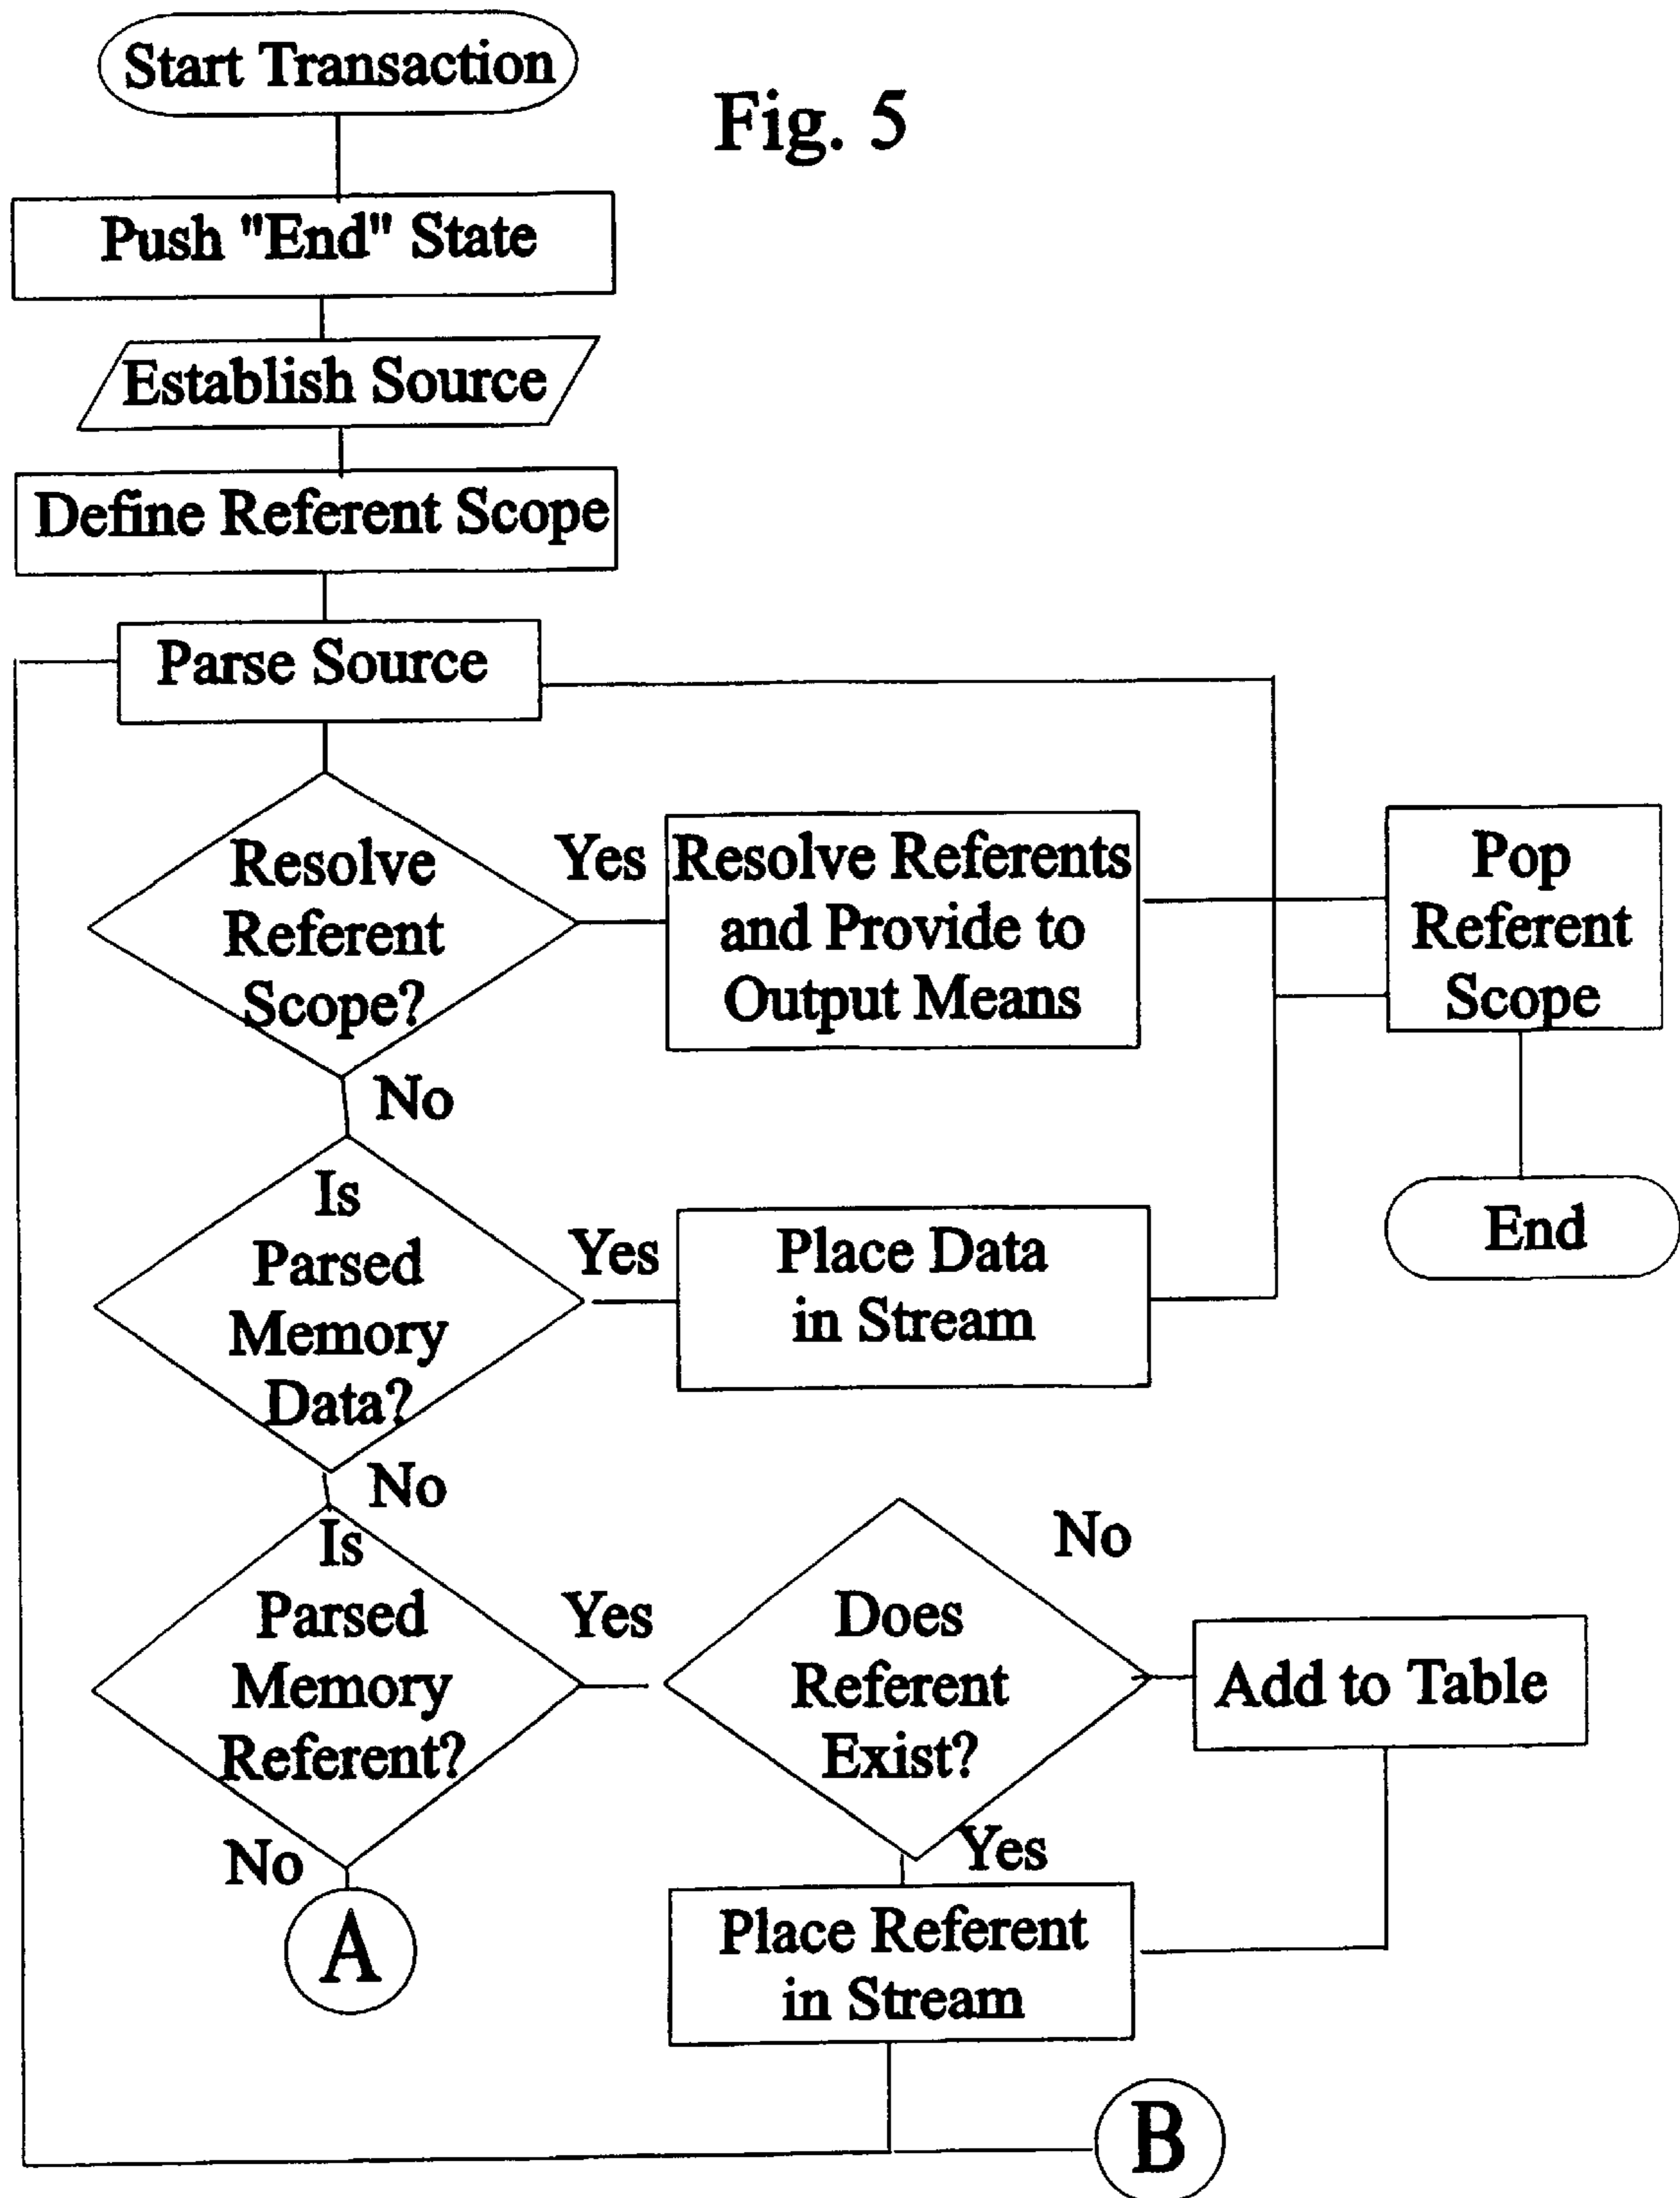 Start Transaction
Fig. 5
Push "End" State
Establish Source
Define Referent Scope
Parse Source
Resolve
Referent
Scope?
Yes
Resolve Referents
and Provide to
Output Means
Pop
Referent
Scope
No
Is
Parsed
Memory
Data?
Yes
Place Data
in Stream
End
No
Is
Parsed
Memory
Referent?
Yes
Does
Referent
Exist?
No
Add to Table
No
Yes
A
Place Referent
in Stream
B